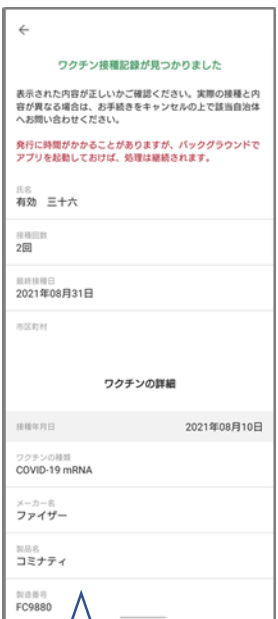 ワクチン接種記録が見つかりました
表示された内容が正しいかご確認ください。実際の接種と内
容が異なる場合は、お手続きをキャンセルの上で該当自治体
へお問い合わせください。
発行に時間がかかることがありますが、バックグラウンドで
アプリを起動しておけば、処理は継続されます。
氏名
有効　三十六
接種回数
2回
最終接種日
2021年08月31日
市区町村
ワクチンの詳細
接種年月日 2021年08月10日
ワクチンの種類
COVID-19 mRNA
メーカー名
ファイザー
製品名
コミナティ
製造番号
FC9880